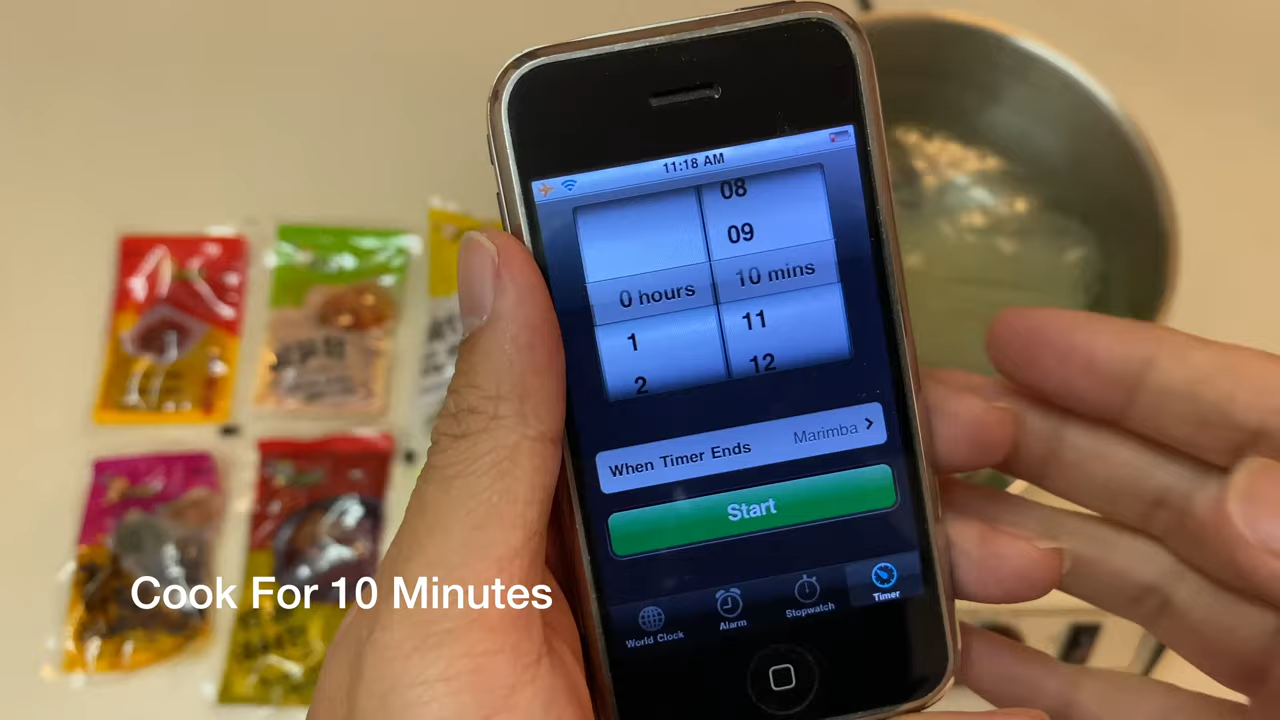 11:18 AM
08
09
0 hours
10 mins
1
11
2
12
When Timer Ends
Marimba
Start
World Clock
Alarm
Stopwatch
Timer
Cook For 10 Minutes